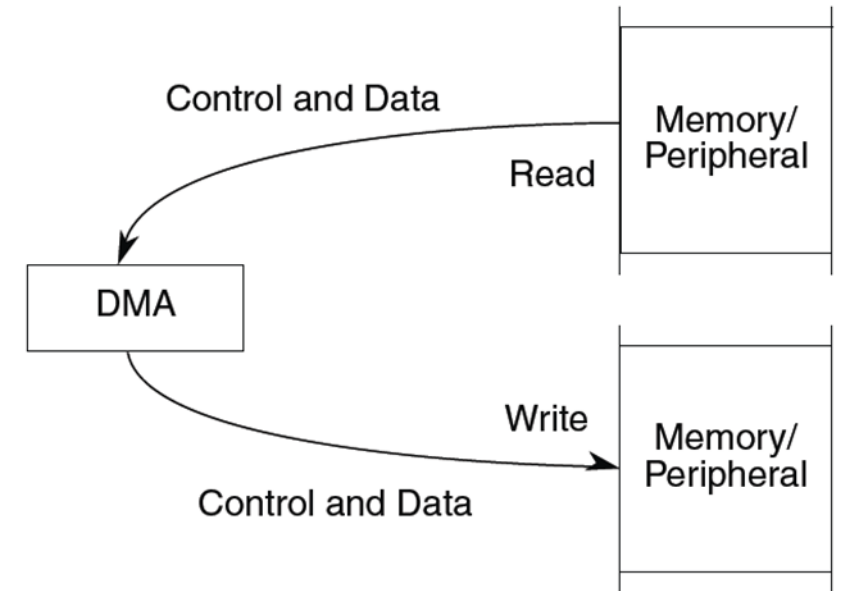 Control and Data
Memory/
Peripheral
Read
DMA
Write
Memory/
Peripheral
Control and Data